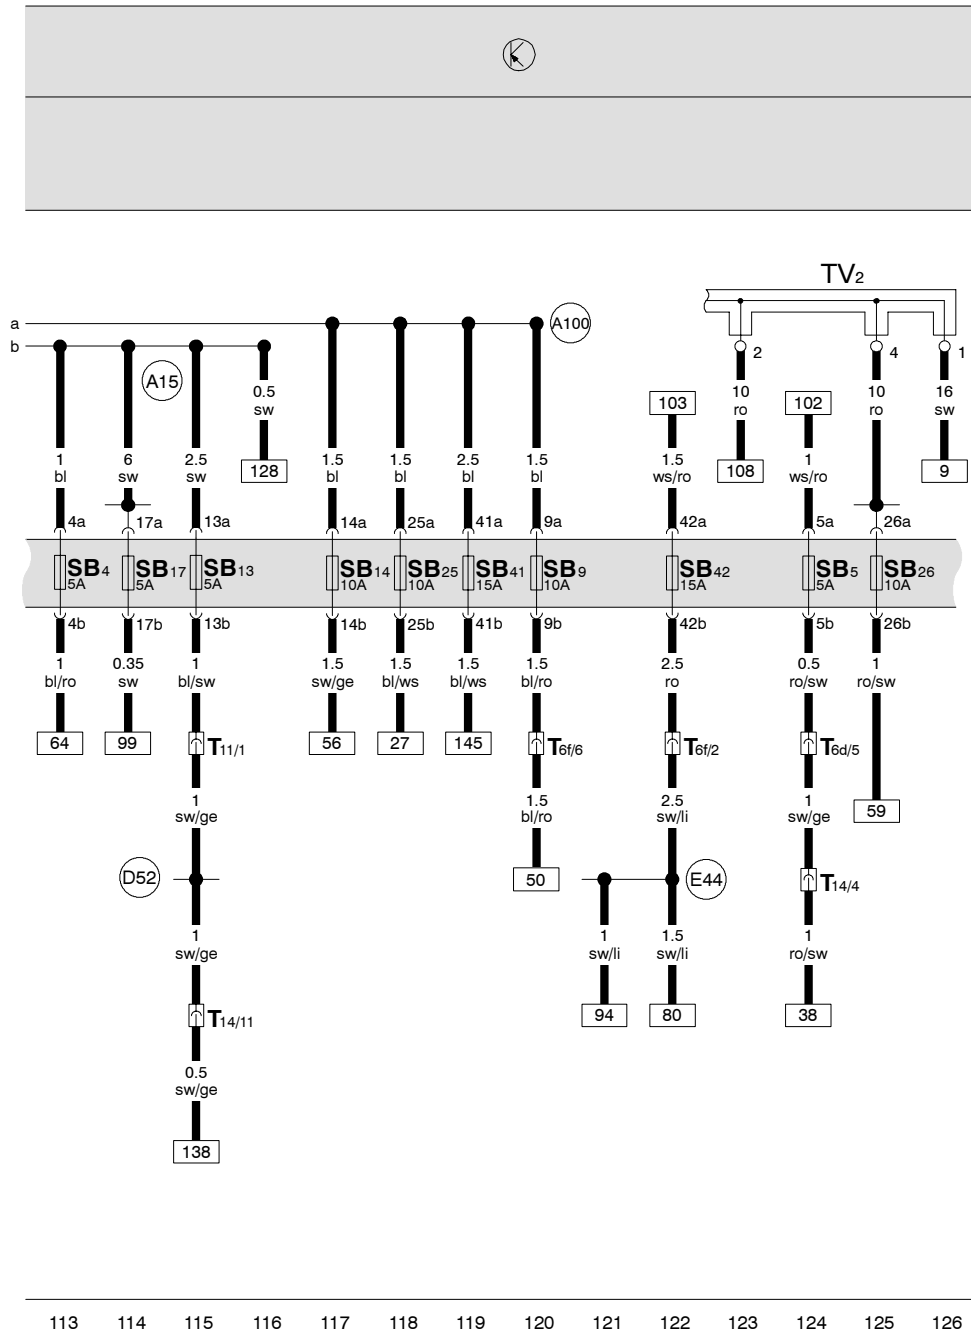 TV2
a
b
A100
A15
2
4
1
0.5
sw
10
ro
10
ro
16
sw
103
102
1
bl
6
sw
2.5
sw
128
1.5
bl
1.5
bl
2.5
bl
1.5
bl
1.5
ws/ro
108
1
ws/ro
9
4a
17a
13a
14a
25a
41a
9a
42a
5a
26a
SB4
5A
SB17
5A
SB13
5A
SB14
10A
SB25
10A
SB41
15A
SB9
10A
SB42
15A
SB5
5A
SB26
10A
4b
17b
13b
14b
25b
41b
9b
42b
5b
26b
1
bl/ro
0.35
sw
1
bl/sw
1.5
sw/ge
1.5
bl/ws
1.5
bl/ws
1.5
bl/ro
2.5
ro
0.5
ro/sw
1
ro/sw
64
99
T11/1
56
27
145
T6f/6
T6f/2
T6d/5
1
sw/ge
1.5
bl/ro
2.5
sw/li
1
sw/ge
59
D52
50
E44
T14/4
1
sw/ge
1
sw/li
1.5
sw/li
1
ro/sw
T14/11
94
80
38
0.5
sw/ge
138
113 114 115 116 117 118 119 120 121 122 123 124 125 126